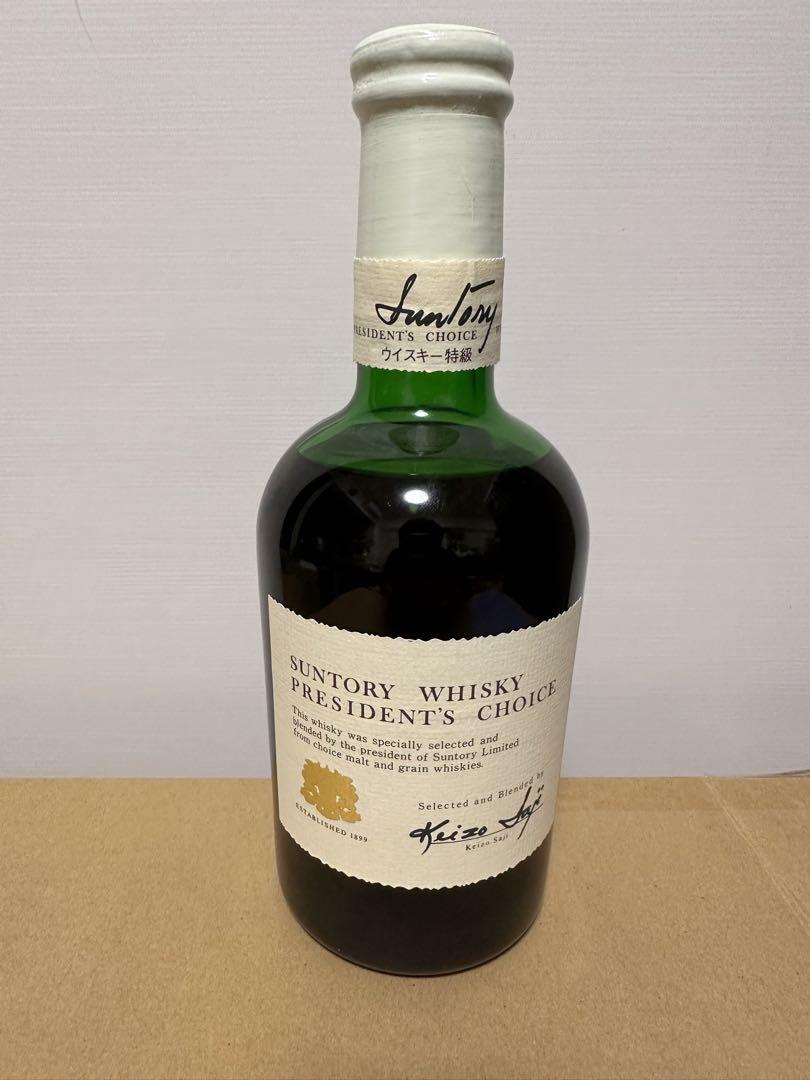 Suntory
PRESIDENT'S CHOICE
ウイスキー特級
SUNTORY WHISKY
PRESIDENT'S CHOICE
This whisky was specially selected and
blended by the president of Suntory Limited
from choice malt and grain whiskies.
Selected and Blended by
Keizo Saji
Keizo Saji
ESTABLISHED 1899